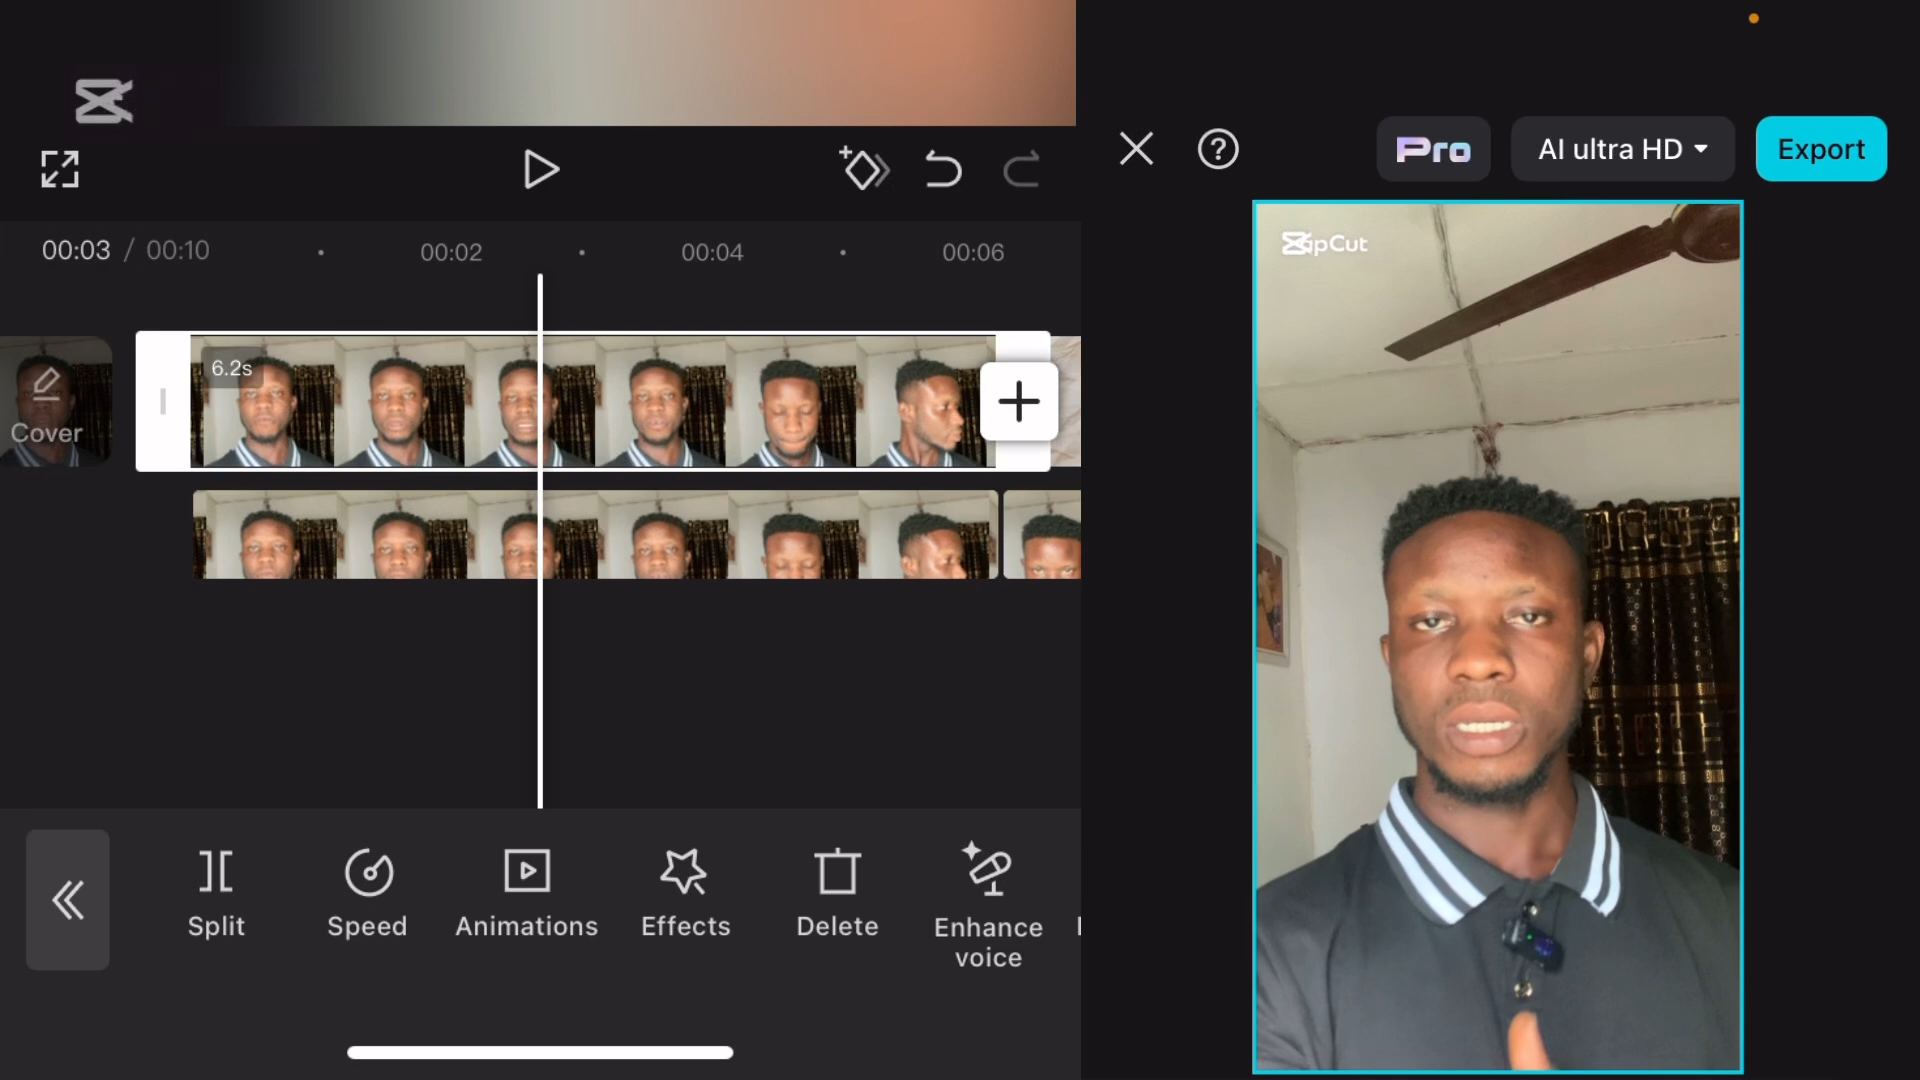 00:03 / 00:10
00:02
00:04
00:06
6.2s
Cover
Split
Speed
Animations
Effects
Delete
Enhance
voice
Pro
AI ultra HD
Export